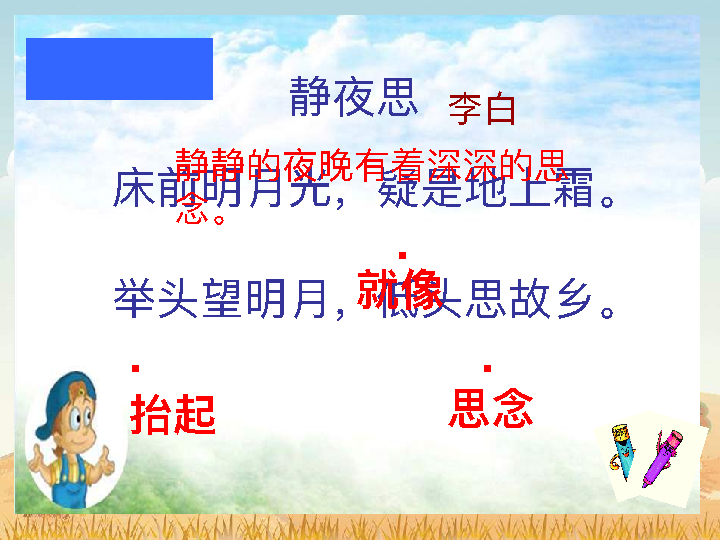 静夜思
李白
静静的夜晚有着深深的思
念。
床前明月光，疑是地上霜。
.
就像
举头望明月，低头思故乡。
. .
抬起
思念